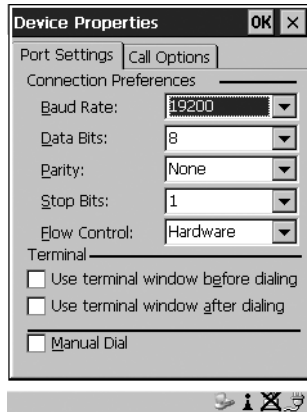 Device Properties OK ×
Port Settings Call Options
Connection Preferences
Baud Rate: 19200
Data Bits: 8
Parity: None
Stop Bits: 1
Flow Control: Hardware
Terminal
Use terminal window before dialing
Use terminal window after dialing
Manual Dial